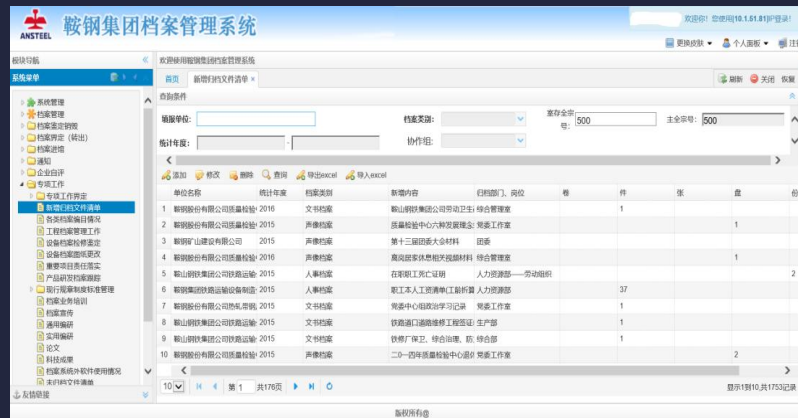 ANSTEEL 鞍钢集团档案管理系统
欢迎你! 您使用[10.1.51.81]IP登录!
更换皮肤 个人面板 注
模块导航 欢迎使用鞍钢集团档案管理系统
系统菜单 首页 新增归档文件清单 × 刷新 关闭 恢复
查询条件
填报单位: 档案类别: 寄存全宗号: 500 主全宗号: 500
统计年度: - 协作组:
添加 修改 删除 查询 导出excel 导入excel
单位名称 统计年度 档案类别 新增内容 归档部门、岗位 卷 件 张 盘 份
1 鞍钢股份有限公司质量检验 2016 文书档案 鞍山钢铁集团公司劳动卫生 综合管理室 1
2 鞍钢股份有限公司质量检验 2015 声像档案 质量检验中心六种发展理念 党委工作室 1
3 鞍钢矿山建设有限公司 2015 声像档案 第十三届团委大会材料 团委
4 鞍钢股份有限公司质量检验 2016 声像档案 离岗居家休息相关视频材料 综合管理室 1
5 鞍山钢铁集团公司铁路运输 2015 人事档案 在职职工死亡证明 人力资源部——劳动组织 2
6 鞍钢集团铁路运输设备制造 2015 人事档案 职工本人工资清单(工龄折算 人力资源部 37
7 鞍钢股份有限公司热轧带钢 2015 文书档案 党委中心组政治学习记录 党委工作室 1
8 鞍山钢铁集团公司铁路运输 2015 文书档案 铁路道口道路维修工程签证 生产部 1
9 鞍山钢铁集团公司铁路运输 2015 文书档案 铁修厂保卫、综合治理、防 综合部 1
10 鞍钢股份有限公司质量检验 2015 声像档案 二0一四年质量检验中心退 党委工作室 2
系统管理
档案管理
档案鉴定销毁
档案界定（转出）
档案进馆
通知
企业自评
专项工作
专项工作界定
新增归档文件清单
各类档案编目情况
工程档案管理工作
设备档案检修鉴定
设备档案图纸更改
重要项目责任落实
产品研发档案跟踪
现行规章制度标准管理
档案业务培训
档案宣传
通用编研
实用编研
论文
科技成果
档案系统外软件使用情况
未归档文件清单
友情链接
10 第 1 共176页 显示1到10,共1753记录
版权所有@